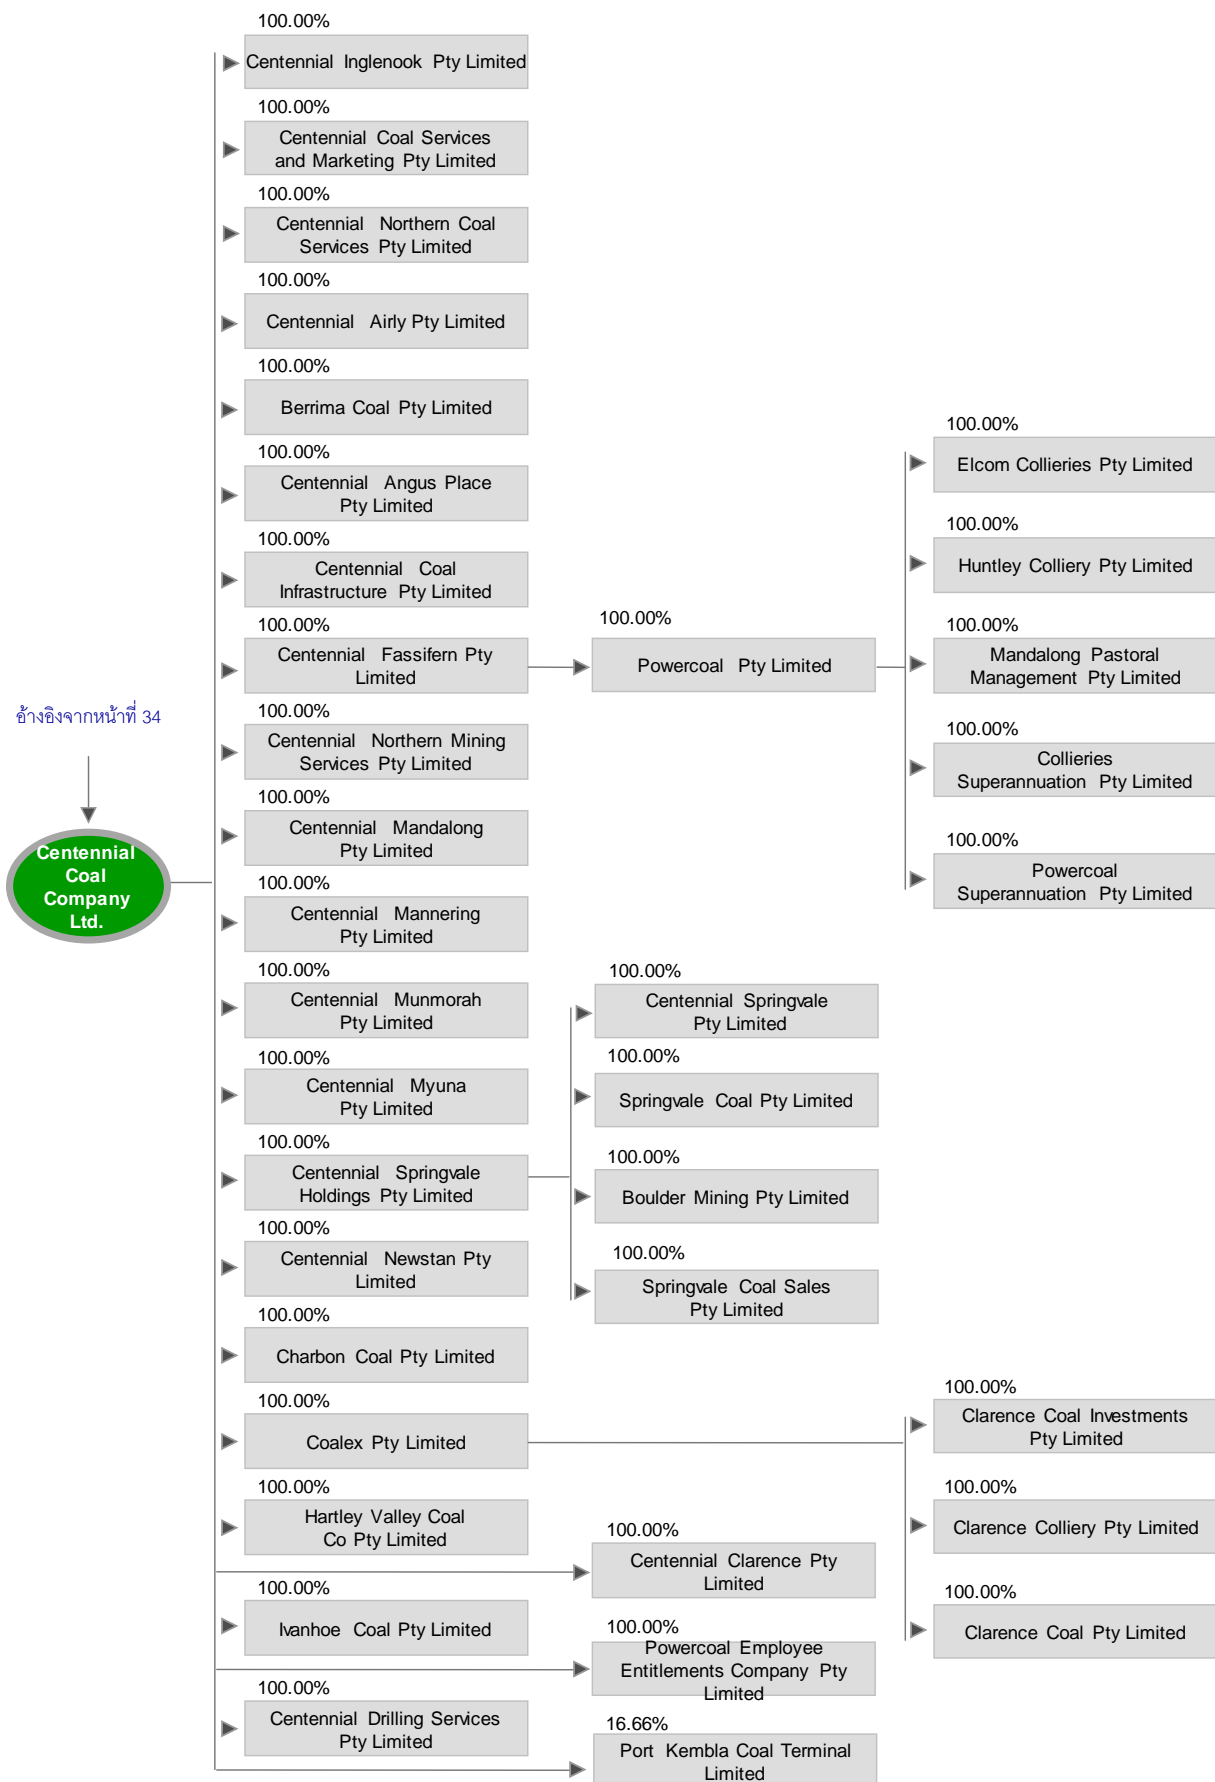 100.00%
Centennial Inglenook Pty Limited
100.00%
Centennial Coal Services
and Marketing Pty Limited
100.00%
Centennial Northern Coal
Services Pty Limited
100.00%
Centennial Airly Pty Limited
100.00%
Berrima Coal Pty Limited
100.00%
Centennial Angus Place
Pty Limited
100.00%
Centennial Coal
Infrastructure Pty Limited
100.00%
Centennial Fassifern Pty
Limited
100.00%
Powercoal Pty Limited
100.00%
Elcom Collieries Pty Limited
100.00%
Huntley Colliery Pty Limited
100.00%
Mandalong Pastoral
Management Pty Limited
100.00%
Collieries
Superannuation Pty Limited
100.00%
Powercoal
Superannuation Pty Limited
อ้างอิงจากหน้าที่ 34
Centennial
Coal
Company
Ltd.
100.00%
Centennial Northern Mining
Services Pty Limited
100.00%
Centennial Mandalong
Pty Limited
100.00%
Centennial Mannering
Pty Limited
100.00%
Centennial Munmorah
Pty Limited
100.00%
Centennial Myuna
Pty Limited
100.00%
Centennial Springvale
Holdings Pty Limited
100.00%
Centennial Springvale
Pty Limited
100.00%
Springvale Coal Pty Limited
100.00%
Boulder Mining Pty Limited
100.00%
Springvale Coal Sales
Pty Limited
100.00%
Centennial Newstan Pty
Limited
100.00%
Charbon Coal Pty Limited
100.00%
Coalex Pty Limited
100.00%
Clarence Coal Investments
Pty Limited
100.00%
Clarence Colliery Pty Limited
100.00%
Clarence Coal Pty Limited
100.00%
Hartley Valley Coal
Co Pty Limited
100.00%
Centennial Clarence Pty
Limited
100.00%
Ivanhoe Coal Pty Limited
100.00%
Powercoal Employee
Entitlements Company Pty
Limited
100.00%
Centennial Drilling Services
Pty Limited
16.66%
Port Kembla Coal Terminal
Limited